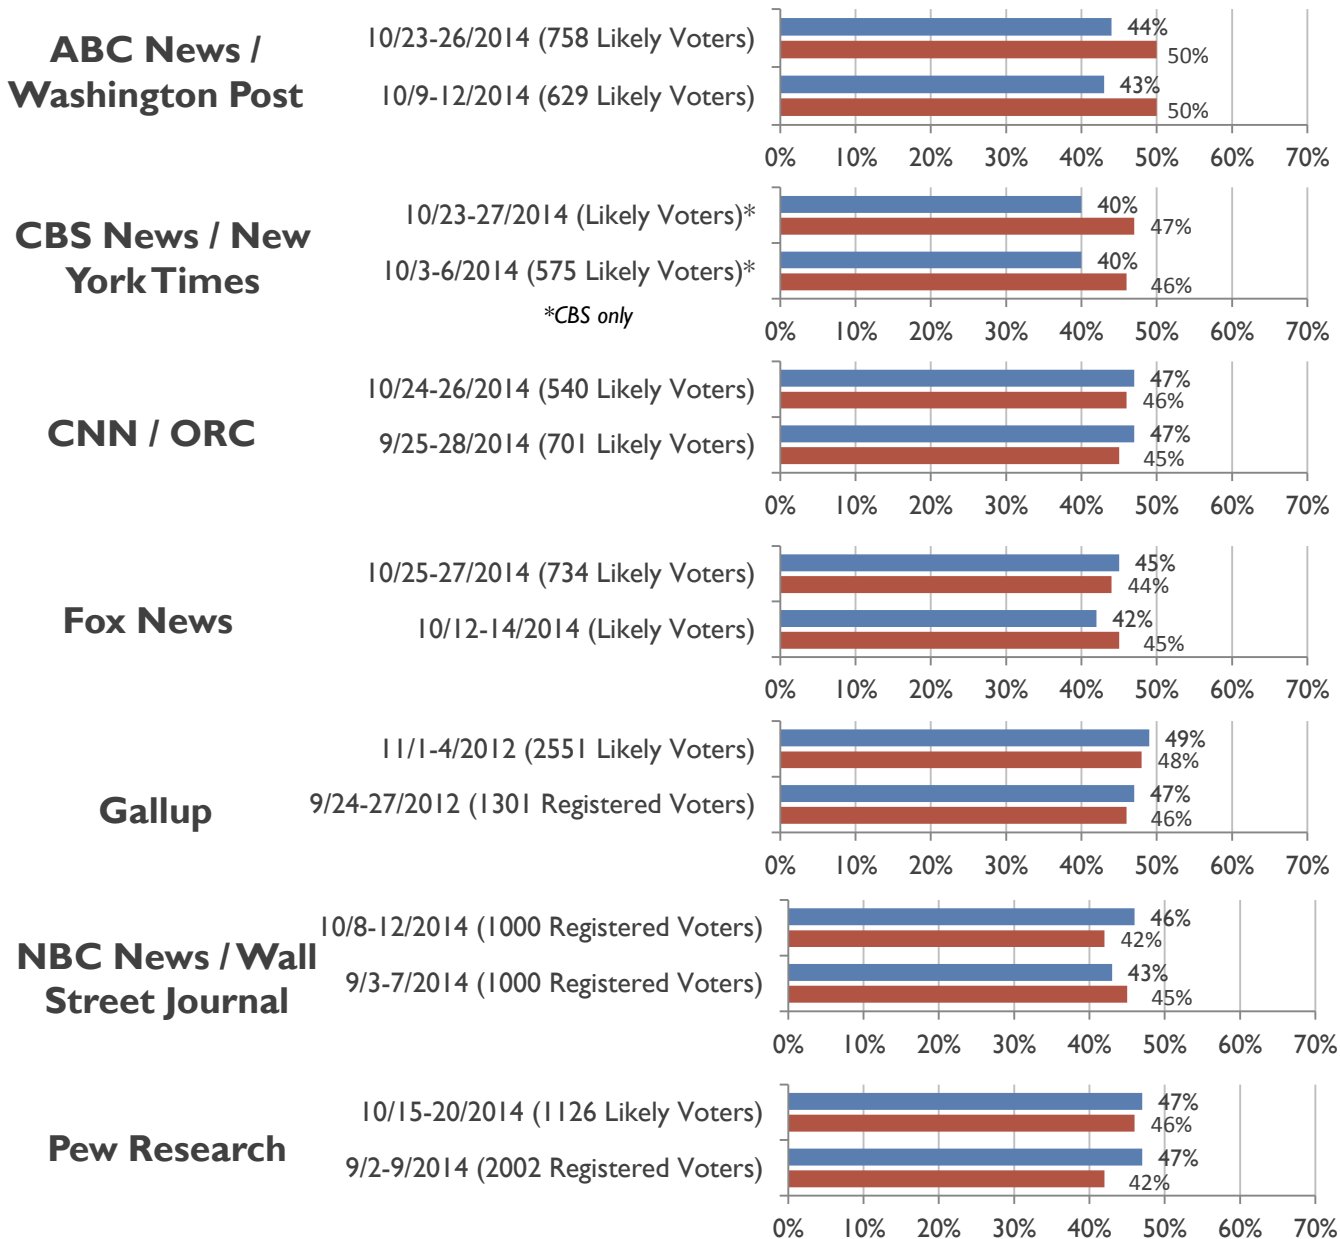 ABC News /
Washington Post
10/23-26/2014 (758 Likely Voters)
44%
50%
10/9-12/2014 (629 Likely Voters)
43%
50%
0% 10% 20% 30% 40% 50% 60% 70%
CBS News / New
York Times
10/23-27/2014 (Likely Voters)*
40%
47%
10/3-6/2014 (575 Likely Voters)*
40%
46%
*CBS only
0% 10% 20% 30% 40% 50% 60% 70%
CNN / ORC
10/24-26/2014 (540 Likely Voters)
47%
46%
9/25-28/2014 (701 Likely Voters)
47%
45%
0% 10% 20% 30% 40% 50% 60% 70%
Fox News
10/25-27/2014 (734 Likely Voters)
45%
44%
10/12-14/2014 (Likely Voters)
42%
45%
0% 10% 20% 30% 40% 50% 60% 70%
Gallup
11/1-4/2012 (2551 Likely Voters)
49%
48%
9/24-27/2012 (1301 Registered Voters)
47%
46%
0% 10% 20% 30% 40% 50% 60% 70%
NBC News / Wall
Street Journal
10/8-12/2014 (1000 Registered Voters)
46%
42%
9/3-7/2014 (1000 Registered Voters)
43%
45%
0% 10% 20% 30% 40% 50% 60% 70%
Pew Research
10/15-20/2014 (1126 Likely Voters)
47%
46%
9/2-9/2014 (2002 Registered Voters)
47%
42%
0% 10% 20% 30% 40% 50% 60% 70%